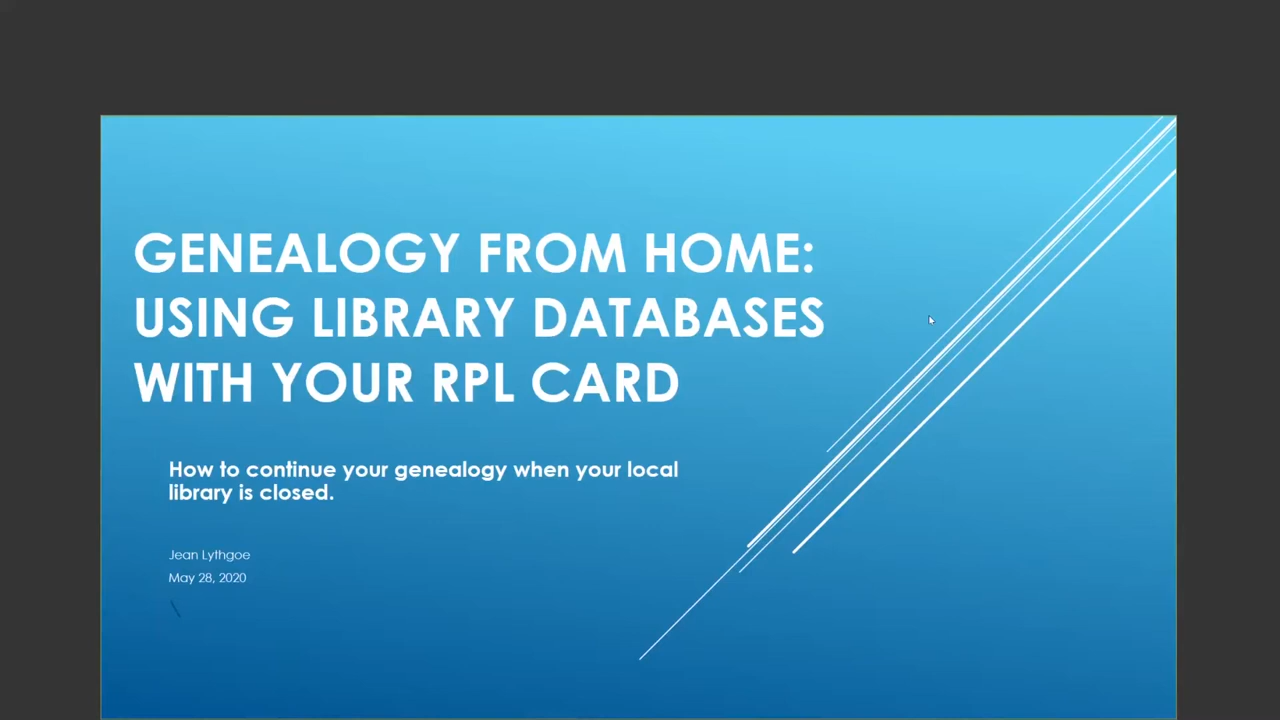 GENEALOGY FROM HOME:
USING LIBRARY DATABASES
WITH YOUR RPL CARD
How to continue your genealogy when your local
library is closed.
Jean Lythgoe
May 28, 2020
\